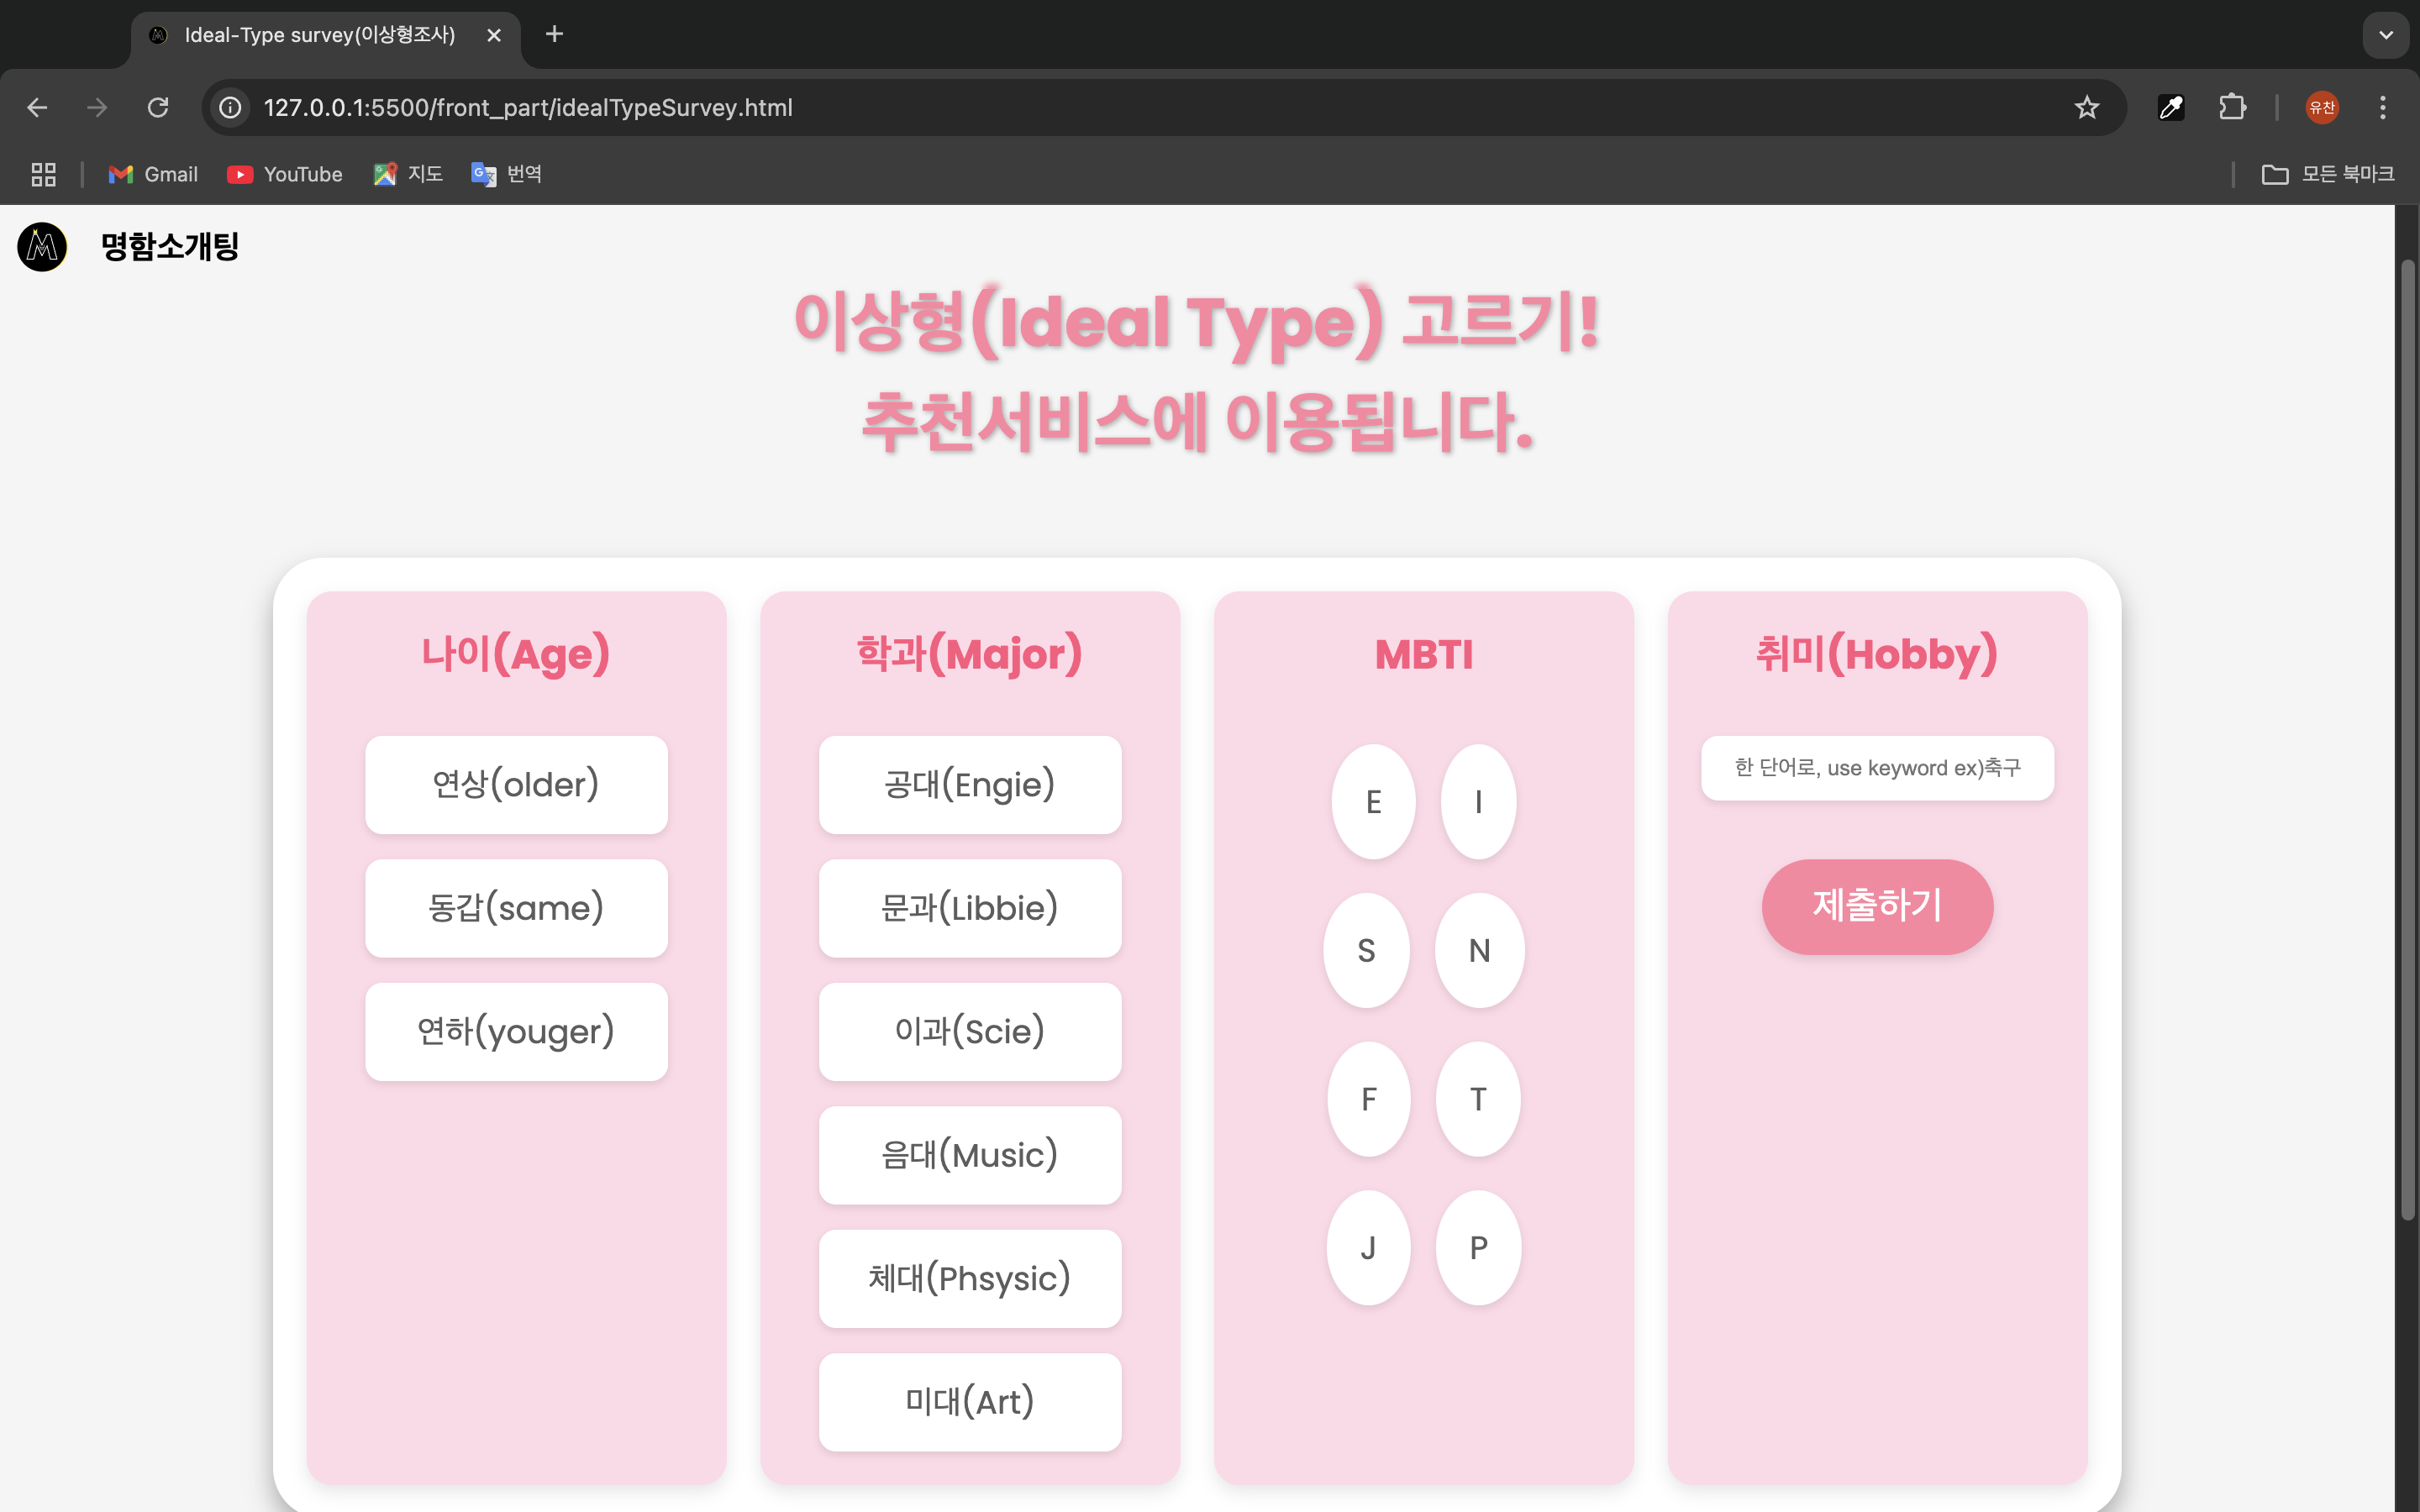 Ideal-Type survey(이상형조사)
127.0.0.1:5500/front_part/idealTypeSurvey.html
유찬
Gmail
YouTube
지도
번역
모든 북마크
명함소개팅
이상형(Ideal Type) 고르기!
추천서비스에 이용됩니다.
나이(Age)
연상(older)
동갑(same)
연하(youger)
학과(Major)
공대(Engie)
문과(Libbie)
이과(Scie)
음대(Music)
체대(Phsysic)
미대(Art)
MBTI
E I
S N
F T
J P
취미(Hobby)
한 단어로, use keyword ex)축구
제출하기